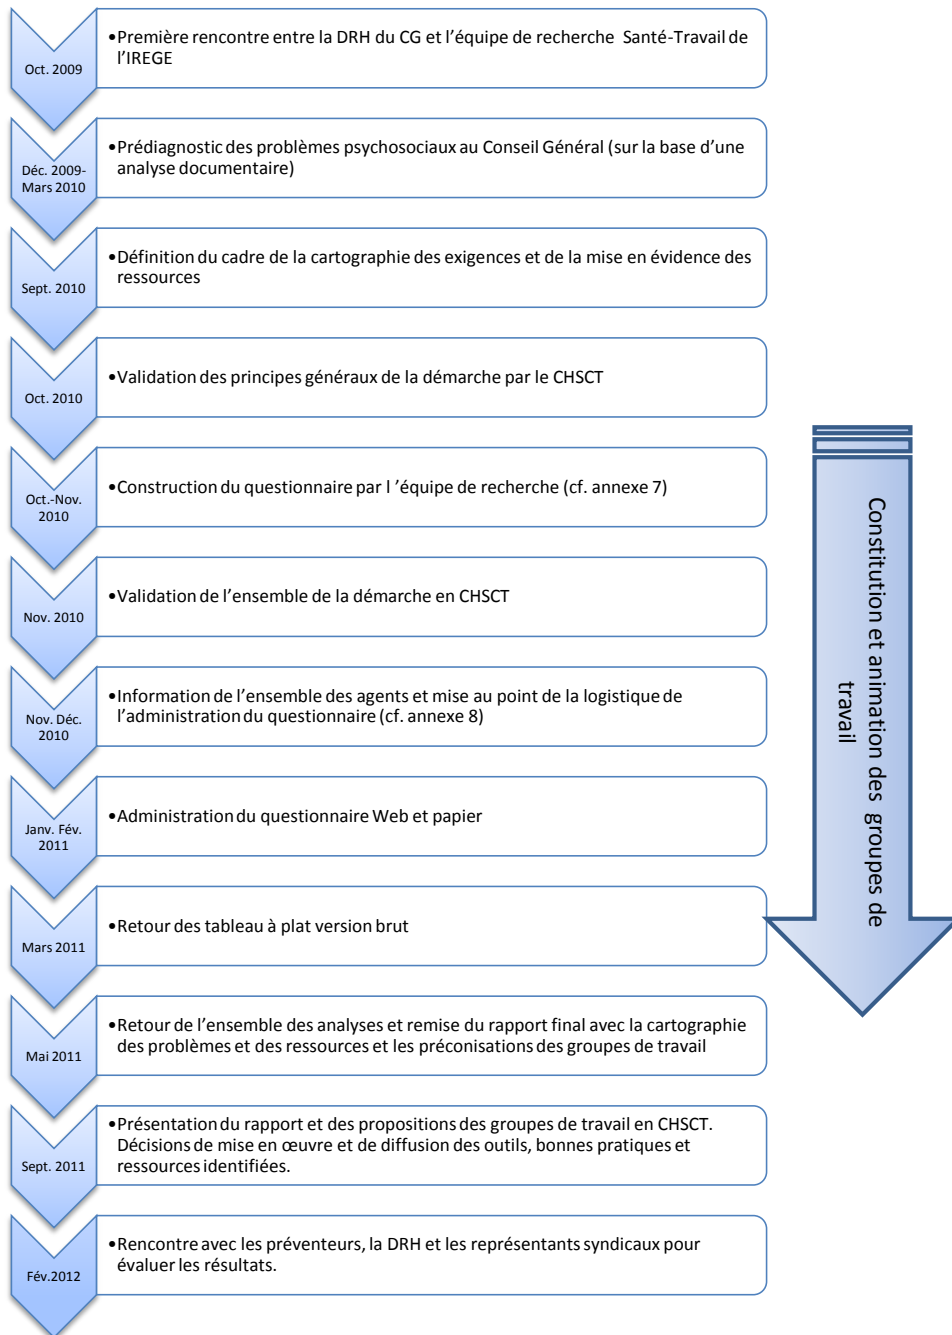 Oct. 2009
•Première rencontre entre la DRH du CG et l'équipe de recherche Santé-Travail de
l'IREGE
Déc. 2009-
Mars 2010
•Prédiagnostic des problèmes psychosociaux au Conseil Général (sur la base d'une
analyse documentaire)
Sept. 2010
•Définition du cadre de la cartographie des exigences et de la mise en évidence des
ressources
Oct. 2010
•Validation des principes généraux de la démarche par le CHSCT
Oct.-Nov.
2010
•Construction du questionnaire par l 'équipe de recherche (cf. annexe 7)
Nov. 2010
•Validation de l'ensemble de la démarche en CHSCT
Nov. Déc.
2010
•Information de l'ensemble des agents et mise au point de la logistique de
l'administration du questionnaire (cf. annexe 8)
Janv. Fév.
2011
•Administration du questionnaire Web et papier
Mars 2011
•Retour des tableau à plat version brut
Mai 2011
•Retour de l'ensemble des analyses et remise du rapport final avec la cartographie
des problèmes et des ressources et les préconisations des groupes de travail
Sept. 2011
•Présentation du rapport et des propositions des groupes de travail en CHSCT.
Décisions de mise en œuvre et de diffusion des outils, bonnes pratiques et
ressources identifiées.
Fév.2012
•Rencontre avec les préventeurs, la DRH et les représentants syndicaux pour
évaluer les résultats.
Constitution et animation des groupes de
travail